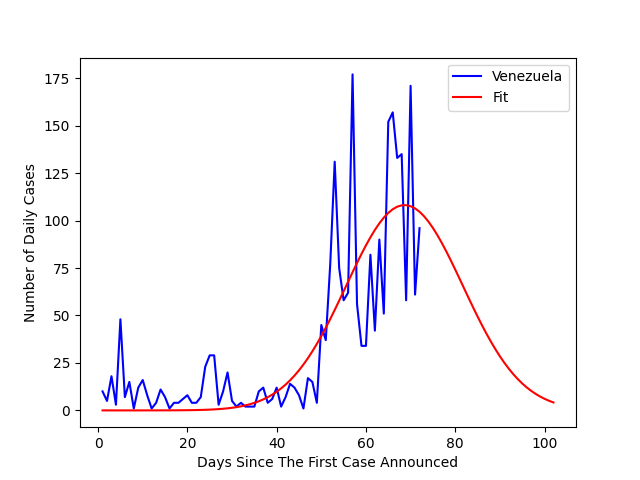 Venezuela
Fit
Number of Daily Cases
175
150
125
100
75
50
25
0
0 20 40 60 80 100
Days Since The First Case Announced